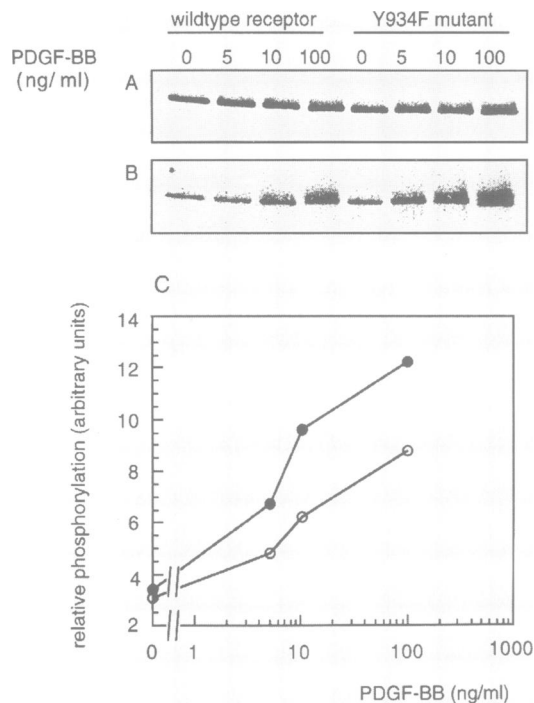 wildtype receptor Y934F mutant
PDGF-BB 0 5 10 100 0 5 10 100
(ng/ ml)
A
B
C
relative phosphorylation (arbitrary units)
14
12
10
8
6
4
2
0 1 10 100 1000
PDGF-BB (ng/ml)